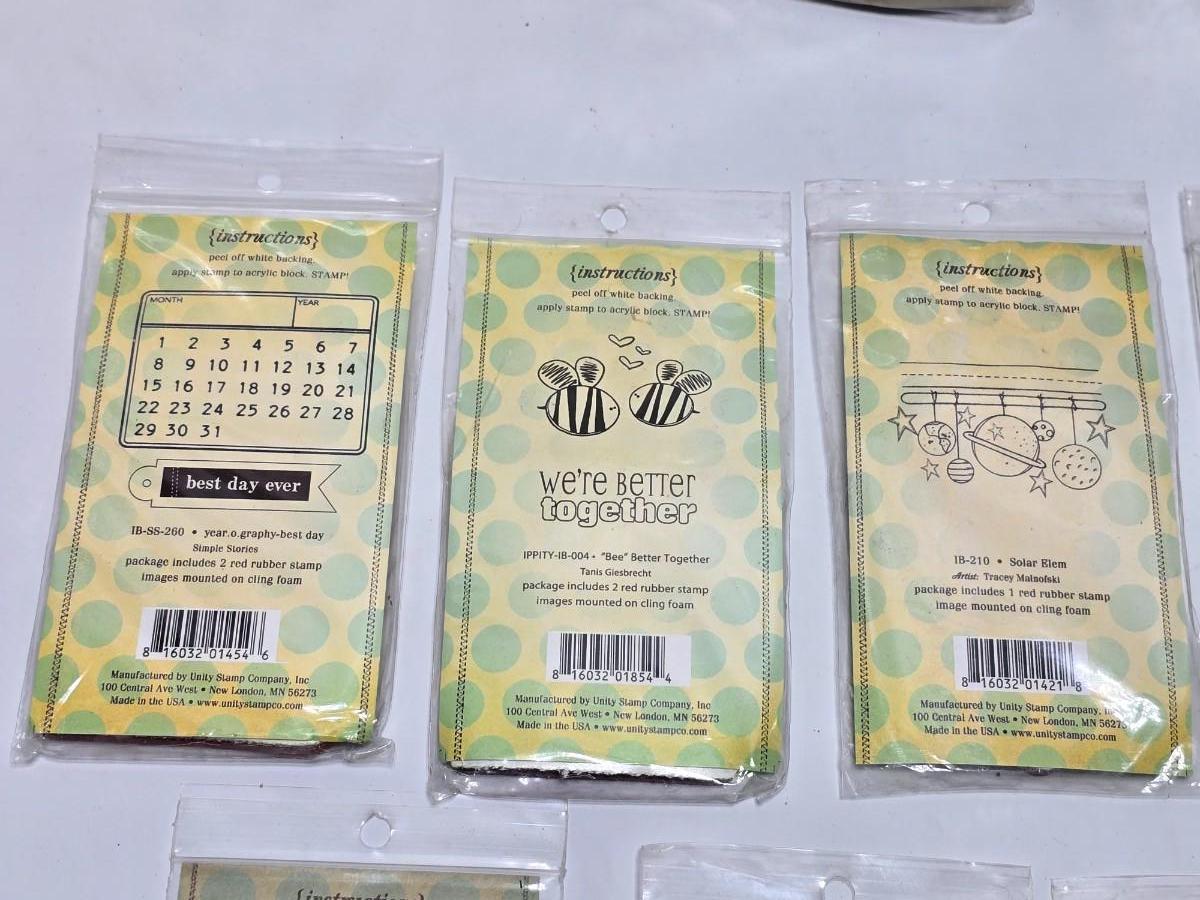 {instructions}
peel off white backing.
apply stamp to acrylic block. STAMP!
MONTH YEAR
1 2 3 4 5 6 7
8 9 10 11 12 13 14
15 16 17 18 19 20 21
22 23 24 25 26 27 28
29 30 31
best day ever
IB-SS-260 • year.o.graphy-best day
Simple Stories
package includes 2 red rubber stamp
images mounted on cling foam
8 16032 01454 6
Manufactured by Unity Stamp Company, Inc
100 Central Ave West • New London, MN 56273
Made in the USA • www.unitystampco.com
{instructions}
peel off white backing.
apply stamp to acrylic block. STAMP!
We're Better
together
IPPITY-IB-004 • "Bee" Better Together
Tanis Giesbrecht
package includes 2 red rubber stamp
images mounted on cling foam
8 16032 01854 4
Manufactured by Unity Stamp Company, Inc
100 Central Ave West • New London, MN 56273
Made in the USA • www.unitystampco.com
{instructions}
peel off white backing.
apply stamp to acrylic block. STAMP!
IB-210 • Solar Elem
Artist: Tracey Malnofski
package includes 1 red rubber stamp
image mounted on cling foam
8 16032 01421 8
Manufactured by Unity Stamp Company,
100 Central Ave West • New London, MN 56273
Made in the USA • www.unitystampco.com
{instructions}